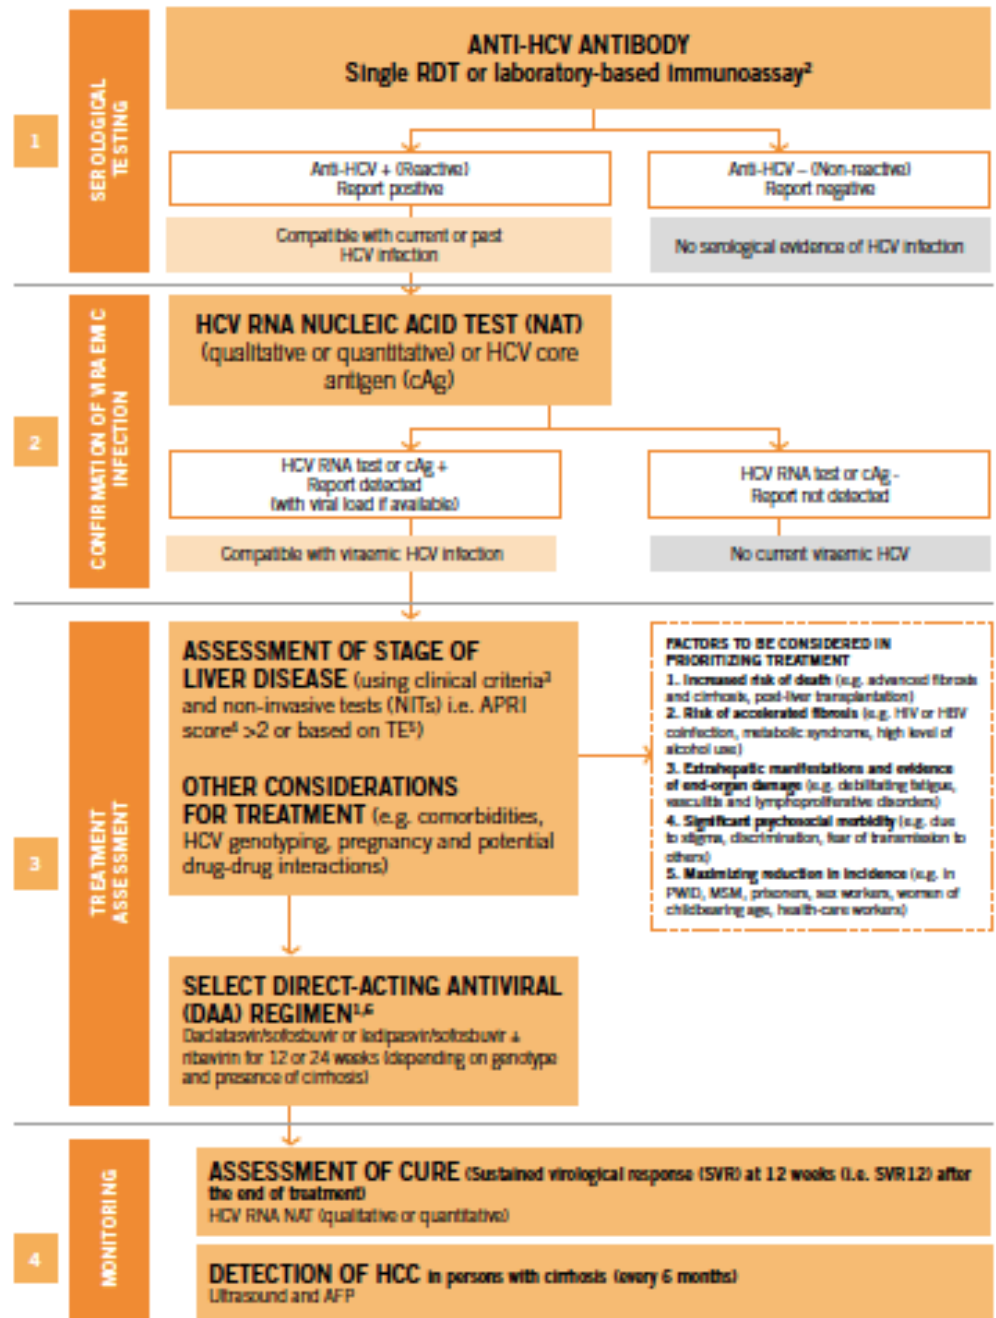 1
SEROLOGICAL
TESTING
ANTI-HCV ANTIBODY
Single RDT or laboratory-based immunoassay²
Anti-HCV + (Reactive)
Report positive
Anti-HCV – (Non-reactive)
Report negative
Compatible with current or past
HCV infection
No serological evidence of HCV infection
2
CONFIRMATION OF VIRAEMIC
INFECTION
HCV RNA NUCLEIC ACID TEST (NAT)
(qualitative or quantitative) or HCV core
antigen (cAg)
HCV RNA test or cAg +
Report detected
(with viral load if available)
HCV RNA test or cAg -
Report not detected
Compatible with viraemic HCV infection
No current viraemic HCV
3
TREATMENT
ASSESSMENT
ASSESSMENT OF STAGE OF
LIVER DISEASE (using clinical criteria³
and non-invasive tests (NITs) i.e. APRI
score⁴ >2 or based on TE⁵)
OTHER CONSIDERATIONS
FOR TREATMENT (e.g. comorbidities,
HCV genotyping, pregnancy and potential
drug-drug interactions)
FACTORS TO BE CONSIDERED IN
PRIORITIZING TREATMENT
1. Increased risk of death (e.g. advanced fibrosis
and cirrhosis, post-liver transplantation)
2. Risk of accelerated fibrosis (e.g. HIV or HBV
coinfection, metabolic syndrome, high level of
alcohol use)
3. Extrahepatic manifestations and evidence
of end-organ damage (e.g. debilitating fatigue,
vasculitis and lymphoproliferative disorders)
4. Significant psychosocial morbidity (e.g. due
to stigma, discrimination, fear of transmission to
others)
5. Maximizing reduction in incidence (e.g. in
PWID, MSM, prisoners, sex workers, women of
childbearing age, health-care workers)
SELECT DIRECT-ACTING ANTIVIRAL
(DAA) REGIMEN¹,⁶
Daclatasvir/sofosbuvir or ledipasvir/sofosbuvir ±
ribavirin for 12 or 24 weeks (depending on genotype
and presence of cirrhosis)
4
MONITORING
ASSESSMENT OF CURE (Sustained virological response (SVR) at 12 weeks (i.e. SVR12) after
the end of treatment)
HCV RNA NAT (qualitative or quantitative)
DETECTION OF HCC in persons with cirrhosis (every 6 months)
Ultrasound and AFP